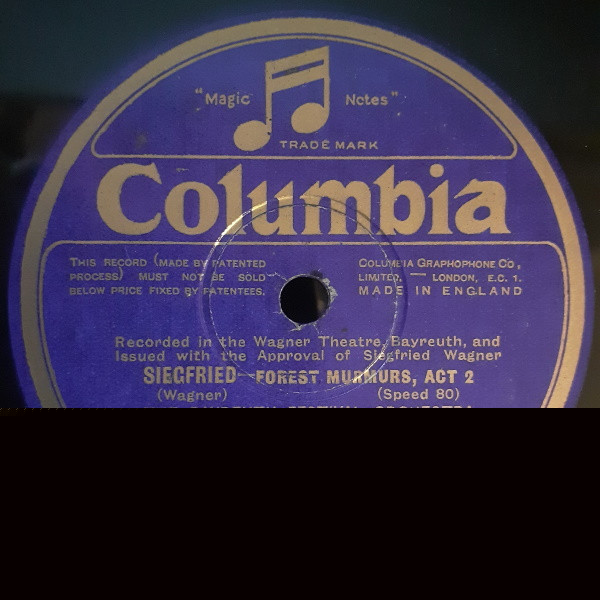 "Magic Notes"
TRADE MARK
Columbia
THIS RECORD (MADE BY PATENTED
PROCESS) MUST NOT BE SOLD
BELOW PRICE FIXED BY PATENTEES.
COLUMBIA GRAPHOPHONE CO.,
LIMITED. — LONDON, E.C. 1.
MADE IN ENGLAND
Recorded in the Wagner Theatre, Bayreuth, and
Issued with the Approval of Siegfried Wagner
SIEGFRIED—FOREST MURMURS, ACT 2
(Wagner) (Speed 80)